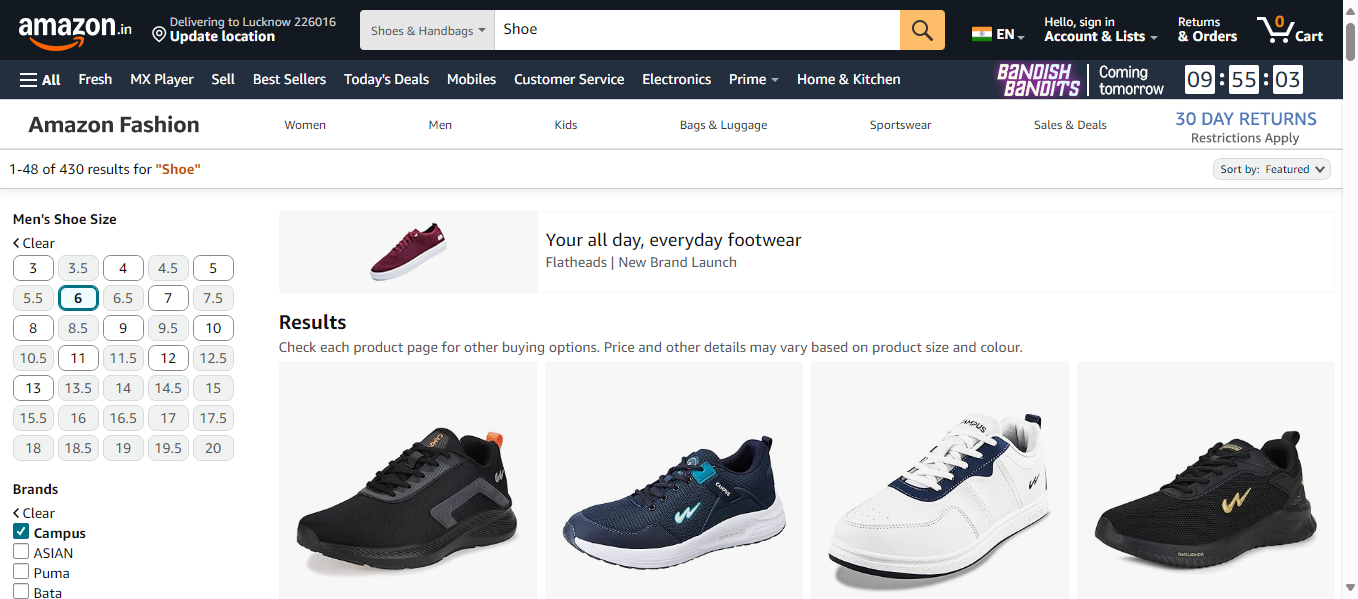 amazon.in
Delivering to Lucknow 226016
Update location
Shoes & Handbags
Shoe
EN
Hello, sign in
Account & Lists
Returns
& Orders
0
Cart
All
Fresh
MX Player
Sell
Best Sellers
Today's Deals
Mobiles
Customer Service
Electronics
Prime
Home & Kitchen
BANDISH
BANDITS
Coming
tomorrow
09 : 55 : 03
Amazon Fashion
Women
Men
Kids
Bags & Luggage
Sportswear
Sales & Deals
30 DAY RETURNS
Restrictions Apply
1-48 of 430 results for "Shoe"
Sort by: Featured
Men's Shoe Size
Clear
3 3.5 4 4.5 5
5.5 6 6.5 7 7.5
8 8.5 9 9.5 10
10.5 11 11.5 12 12.5
13 13.5 14 14.5 15
15.5 16 16.5 17 17.5
18 18.5 19 19.5 20
Brands
Clear
Campus
ASIAN
Puma
Bata
Your all day, everyday footwear
Flatheads | New Brand Launch
Results
Check each product page for other buying options. Price and other details may vary based on product size and colour.
CAMPUS
CAMPUS